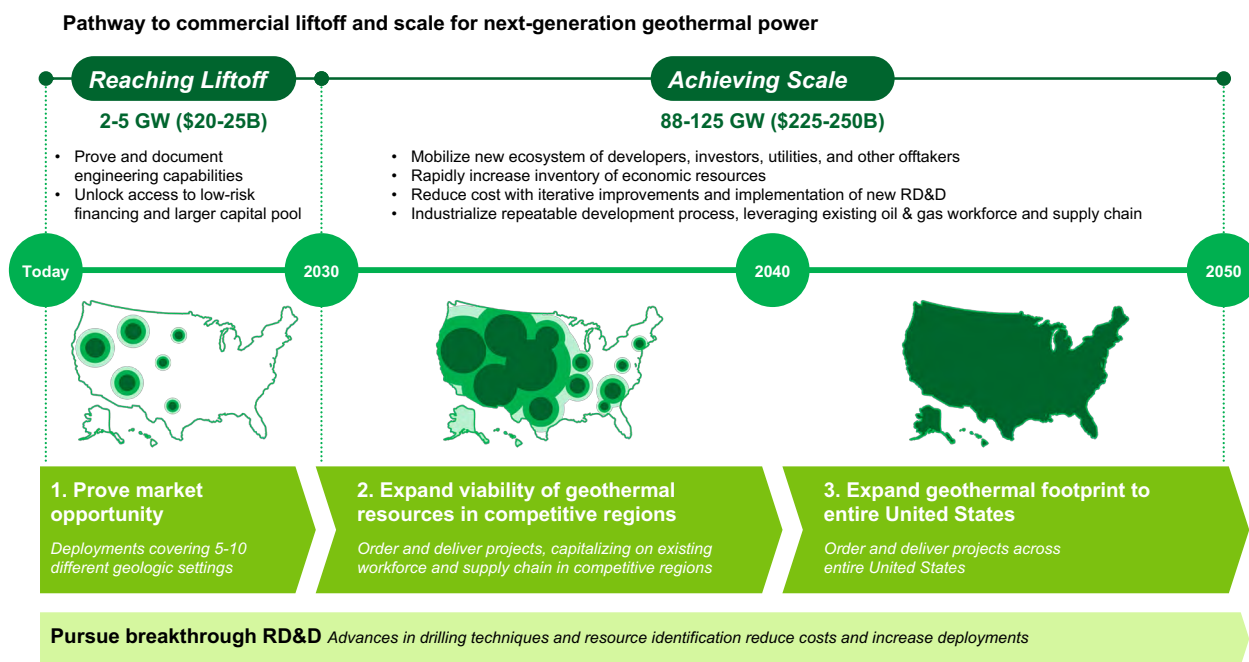 Pathway to commercial liftoff and scale for next-generation geothermal power
Reaching Liftoff
2-5 GW ($20-25B)
• Prove and document
engineering capabilities
• Unlock access to low-risk
financing and larger capital pool
Achieving Scale
88-125 GW ($225-250B)
• Mobilize new ecosystem of developers, investors, utilities, and other offtakers
• Rapidly increase inventory of economic resources
• Reduce cost with iterative improvements and implementation of new RD&D
• Industrialize repeatable development process, leveraging existing oil & gas workforce and supply chain
Today
2030
2040
2050
1. Prove market
opportunity
Deployments covering 5-10
different geologic settings
2. Expand viability of geothermal
resources in competitive regions
Order and deliver projects, capitalizing on existing
workforce and supply chain in competitive regions
3. Expand geothermal footprint to
entire United States
Order and deliver projects across
entire United States
Pursue breakthrough RD&D Advances in drilling techniques and resource identification reduce costs and increase deployments